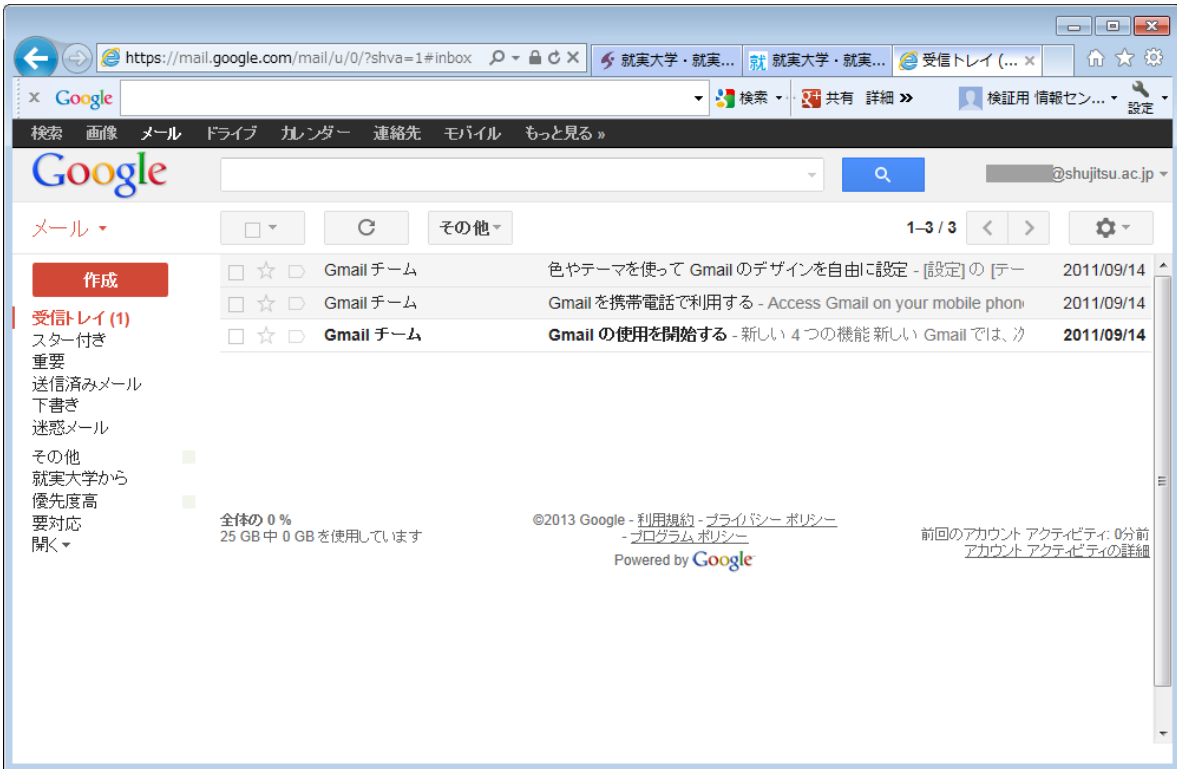 https://mail.google.com/mail/u/0/?shva=1#inbox 就実大学・就実... 就 就実大学・就実... 受信トレイ (...
× Google 検索 共有 詳細 » 検証用 情報セン... 設定
検索 画像 メール ドライブ カレンダー 連絡先 モバイル もっと見る »
Google @shujitsu.ac.jp
メール その他 1–3 / 3
作成
Gmail チーム 色やテーマを使って Gmail のデザインを自由に設定 - [設定] の [テー 2011/09/14
Gmail チーム Gmail を携帯電話で利用する - Access Gmail on your mobile phone 2011/09/14
Gmail チーム Gmail の使用を開始する - 新しい 4 つの機能 新しい Gmail では、次 2011/09/14
受信トレイ (1)
スター付き
重要
送信済みメール
下書き
迷惑メール
その他
就実大学から
優先度高
要対応
開く
全体の 0 %
25 GB 中 0 GB を使用しています
©2013 Google - 利用規約 - プライバシー ポリシー
- プログラム ポリシー
Powered by Google
前回のアカウント アクティビティ: 0分前
アカウント アクティビティの詳細